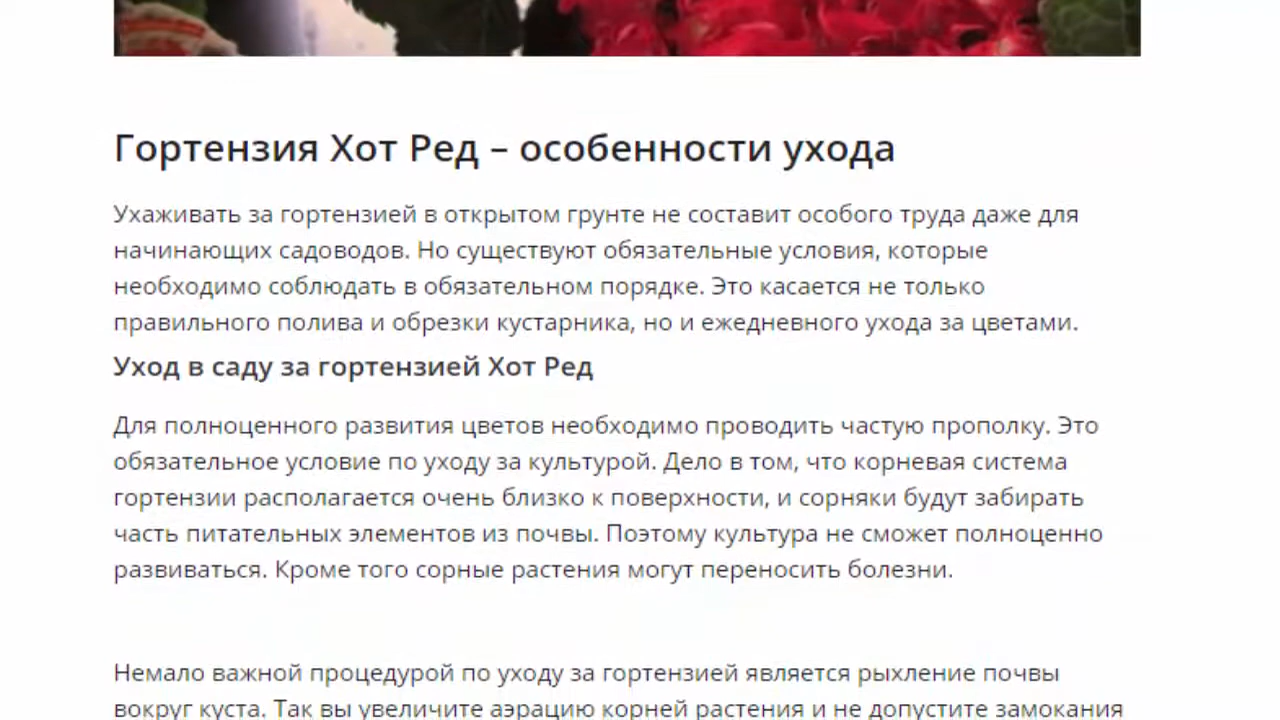 Гортензия Хот Ред – особенности ухода
Ухаживать за гортензией в открытом грунте не составит особого труда даже для
начинающих садоводов. Но существуют обязательные условия, которые
необходимо соблюдать в обязательном порядке. Это касается не только
правильного полива и обрезки кустарника, но и ежедневного ухода за цветами.
Уход в саду за гортензией Хот Ред
Для полноценного развития цветов необходимо проводить частую прополку. Это
обязательное условие по уходу за культурой. Дело в том, что корневая система
гортензии располагается очень близко к поверхности, и сорняки будут забирать
часть питательных элементов из почвы. Поэтому культура не сможет полноценно
развиваться. Кроме того сорные растения могут переносить болезни.
Немало важной процедурой по уходу за гортензией является рыхление почвы
вокруг куста. Так вы увеличите аэрацию корней растения и не допустите замокания